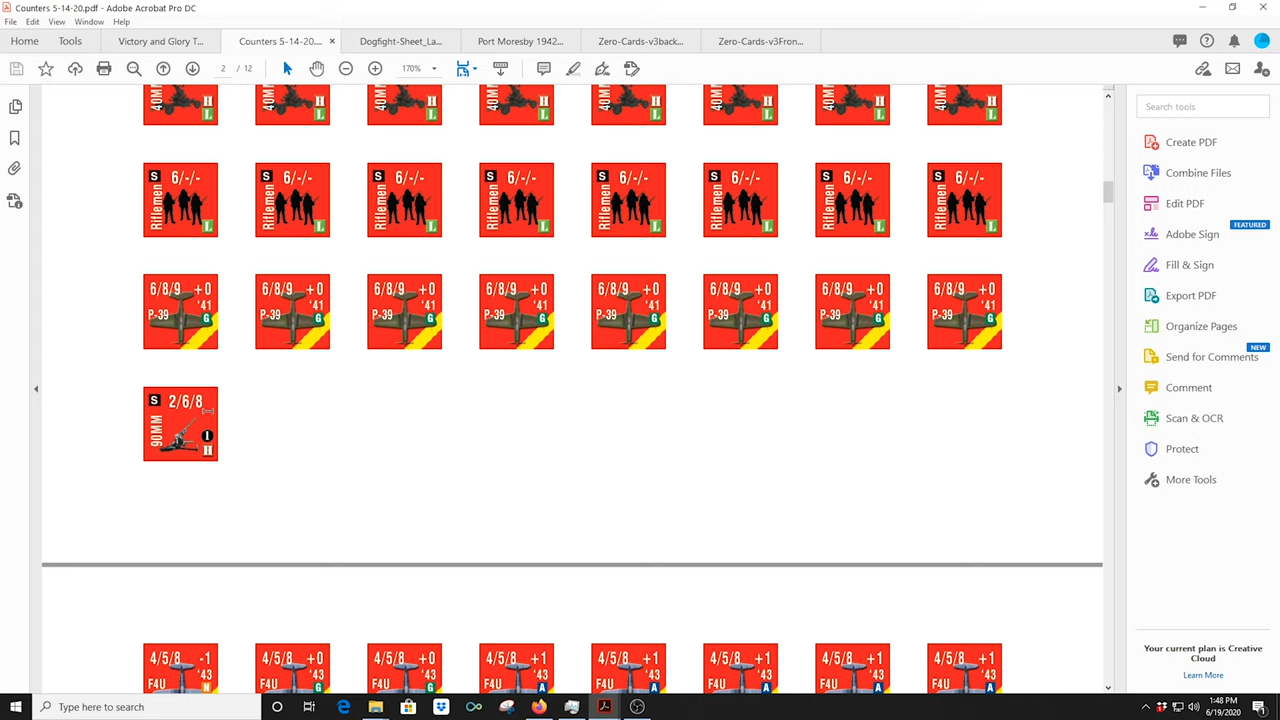 Counters 5-14-20.pdf - Adobe Acrobat Pro DC
File Edit View Window Help
Home Tools Victory and Glory T... Counters 5-14-20.... × Dogfight-Sheet_La... Port Moresby 1942... Zero-Cards-v3back... Zero-Cards-v3Fron...
2 / 12 170%
40MM H L 40MM H L 40MM H L 40MM H L 40MM H L 40MM H L 40MM H L 40MM H L
S 6/-/- S 6/-/- S 6/-/- S 6/-/- S 6/-/- S 6/-/- S 6/-/- S 6/-/-
Riflemen L Riflemen L Riflemen L Riflemen L Riflemen L Riflemen L Riflemen L Riflemen L
6/8/9 +0 6/8/9 +0 6/8/9 +0 6/8/9 +0 6/8/9 +0 6/8/9 +0 6/8/9 +0 6/8/9 +0
'41 '41 '41 '41 '41 '41 '41 '41
P-39 G P-39 G P-39 G P-39 G P-39 G P-39 G P-39 G P-39 G
S 2/6/8
90MM 1
H
4/5/8 -1 4/5/8 +0 4/5/8 +0 4/5/8 +1 4/5/8 +1 4/5/8 +1 4/5/8 +1 4/5/8 +1
'43 '43 '43 '43 '43 '43 '43 '43
F4U N F4U G F4U G F4U A F4U A F4U A F4U A F4U A
Search tools
Create PDF
Combine Files
Edit PDF
FEATURED
Adobe Sign
Fill & Sign
Export PDF
Organize Pages
NEW
Send for Comments
Comment
Scan & OCR
Protect
More Tools
Your current plan is Creative
Cloud
Learn More
Type here to search
1:48 PM
6/19/2020